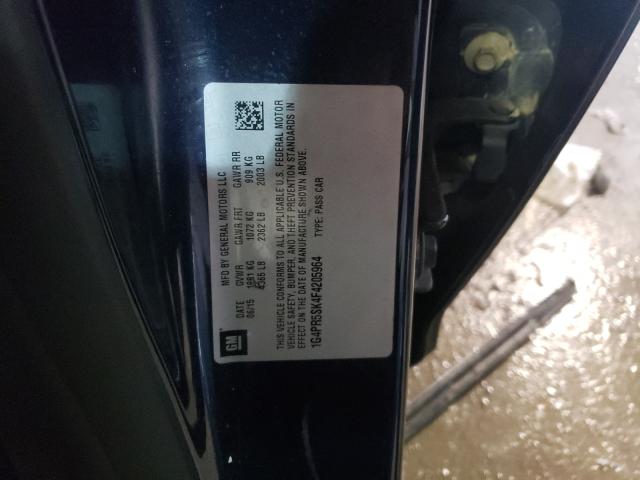 MFD BY GENERAL MOTORS LLC
DATE GVWR GAWR FRT GAWR RR
06/15 1981 KG 1072 KG 909 KG
4365 LB 2362 LB 2003 LB
THIS VEHICLE CONFORMS TO ALL APPLICABLE U.S. FEDERAL MOTOR
VEHICLE SAFETY, BUMPER, AND THEFT PREVENTION STANDARDS IN
EFFECT ON THE DATE OF MANUFACTURE SHOWN ABOVE.
1G4PR5SK4F4205964 TYPE: PASS CAR
GM